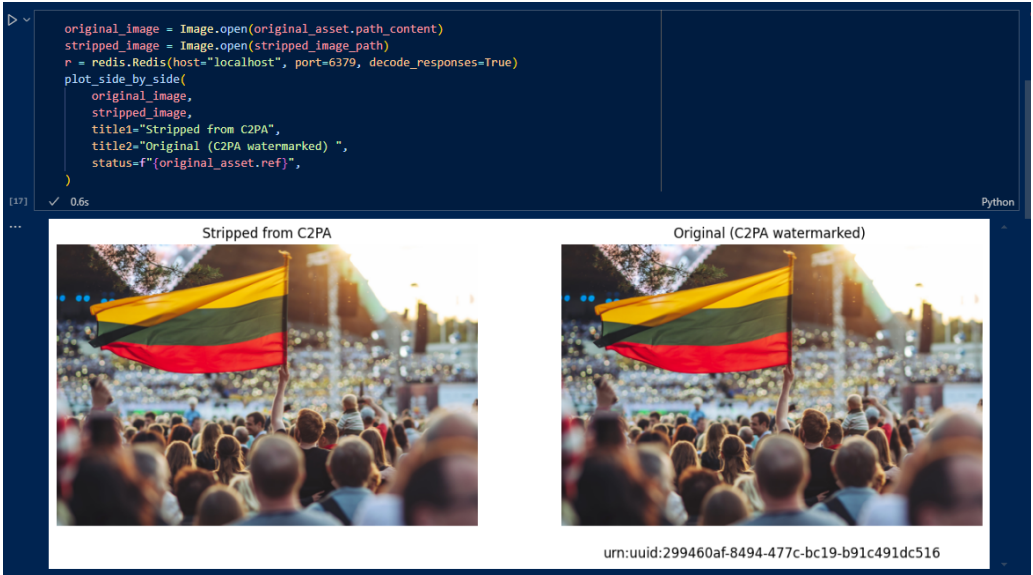 original_image = Image.open(original_asset.path_content)
stripped_image = Image.open(stripped_image_path)
r = redis.Redis(host="localhost", port=6379, decode_responses=True)
plot_side_by_side(
    original_image,
    stripped_image,
    title1="Stripped from C2PA",
    title2="Original (C2PA watermarked) ",
    status=f"{original_asset.ref}",
)
[17] ✓ 0.6s Python
...
Stripped from C2PA Original (C2PA watermarked)
urn:uuid:299460af-8494-477c-bc19-b91c491dc516